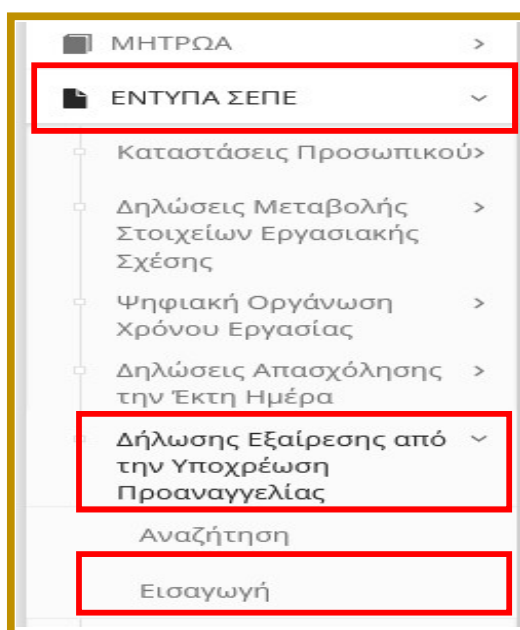 ΜΗΤΡΩΑ
ΕΝΤΥΠΑ ΣΕΠΕ
Καταστάσεις Προσωπικού
Δηλώσεις Μεταβολής
Στοιχείων Εργασιακής
Σχέσης
Ψηφιακή Οργάνωση
Χρόνου Εργασίας
Δηλώσεις Απασχόλησης
την Έκτη Ημέρα
Δήλωσης Εξαίρεσης από
την Υποχρέωση
Προαναγγελίας
Αναζήτηση
Εισαγωγή